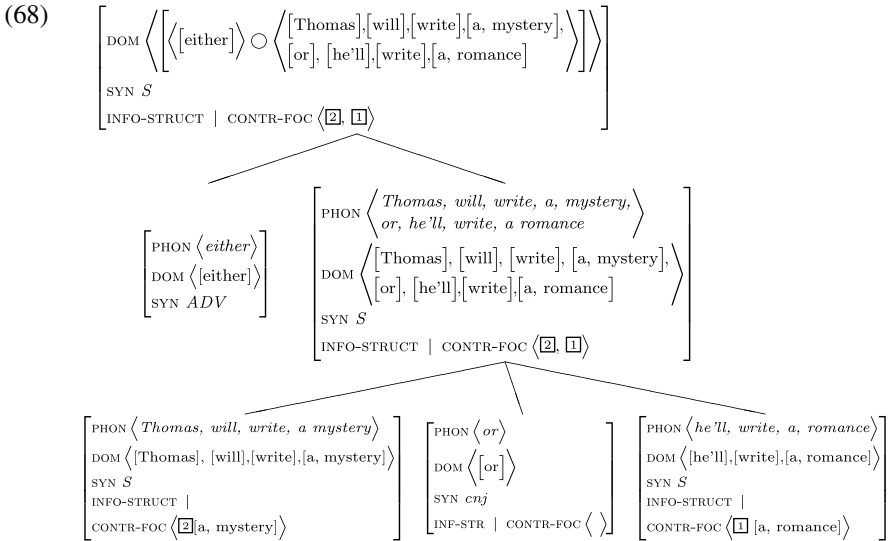 (68)
DOM ⟨[⟨[either]⟩ ○ ⟨[Thomas],[will],[write],[a, mystery],
[or], [he'll],[write],[a, romance]⟩]⟩
SYN S
INFO-STRUCT | CONTR-FOC ⟨2, 1⟩
PHON ⟨either⟩
DOM ⟨[either]⟩
SYN ADV
PHON ⟨Thomas, will, write, a, mystery,
or, he'll, write, a romance⟩
DOM ⟨[Thomas], [will], [write], [a, mystery],
[or], [he'll],[write],[a, romance]⟩
SYN S
INFO-STRUCT | CONTR-FOC ⟨2, 1⟩
PHON ⟨Thomas, will, write, a mystery⟩
DOM ⟨[Thomas], [will],[write],[a, mystery]⟩
SYN S
INFO-STRUCT |
CONTR-FOC ⟨2[a, mystery]⟩
PHON ⟨or⟩
DOM ⟨[or]⟩
SYN cnj
INF-STR | CONTR-FOC ⟨ ⟩
PHON ⟨he'll, write, a, romance⟩
DOM ⟨[he'll],[write],[a, romance]⟩
SYN S
INFO-STRUCT |
CONTR-FOC ⟨1 [a, romance]⟩